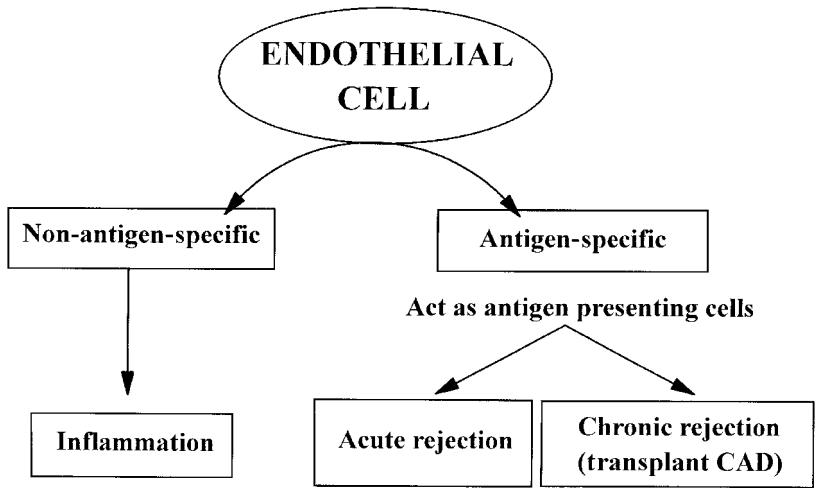 ENDOTHELIAL
CELL
Non-antigen-specific
Antigen-specific
Act as antigen presenting cells
Inflammation
Acute rejection
Chronic rejection
(transplant CAD)